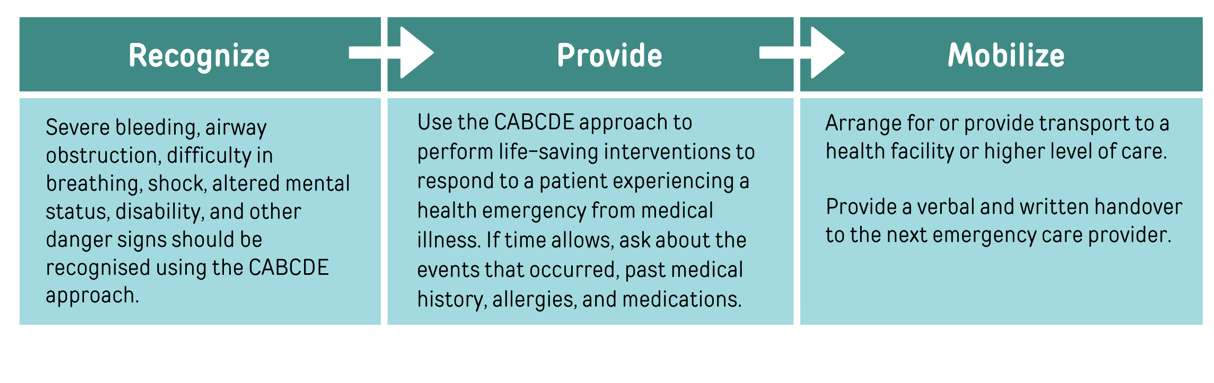 Recognize
Severe bleeding, airway
obstruction, difficulty in
breathing, shock, altered mental
status, disability, and other
danger signs should be
recognised using the CABCDE
approach.
Provide
Use the CABCDE approach to
perform life-saving interventions to
respond to a patient experiencing a
health emergency from medical
illness. If time allows, ask about the
events that occurred, past medical
history, allergies, and medications.
Mobilize
Arrange for or provide transport to a
health facility or higher level of care.
Provide a verbal and written handover
to the next emergency care provider.